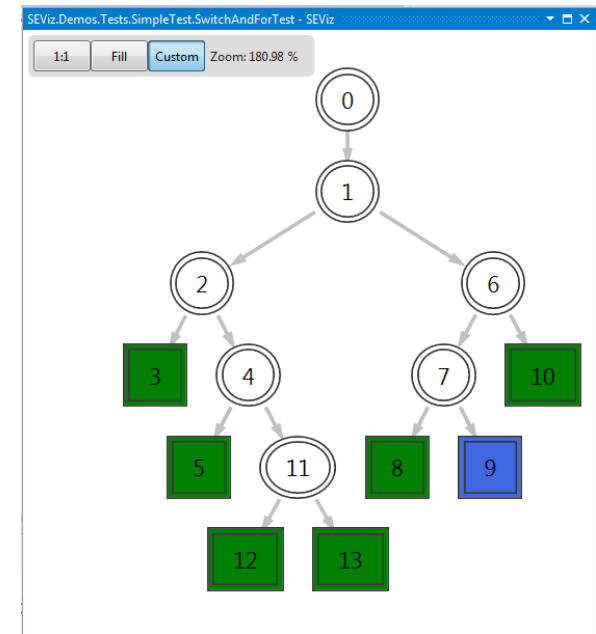 SEViz.Demos.Tests.SimpleTest.SwitchAndForTest - SEViz
1:1 Fill Custom Zoom: 180.98 %
0
1
2 6
3 4 7 10
5 11 8 9
12 13